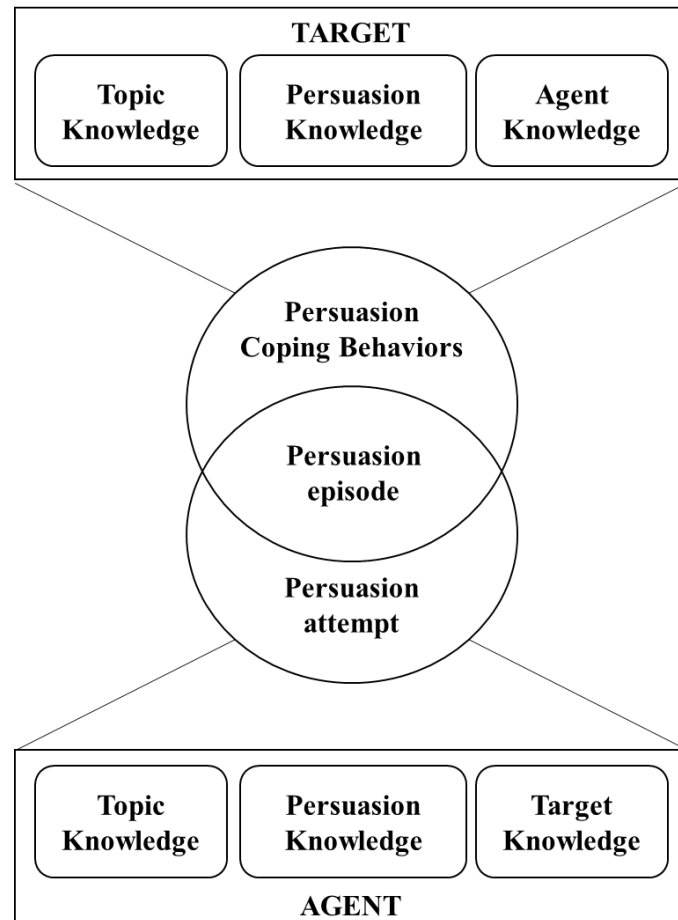 TARGET
Topic
Knowledge
Persuasion
Knowledge
Agent
Knowledge
Persuasion
Coping Behaviors
Persuasion
episode
Persuasion
attempt
Topic
Knowledge
Persuasion
Knowledge
Target
Knowledge
AGENT